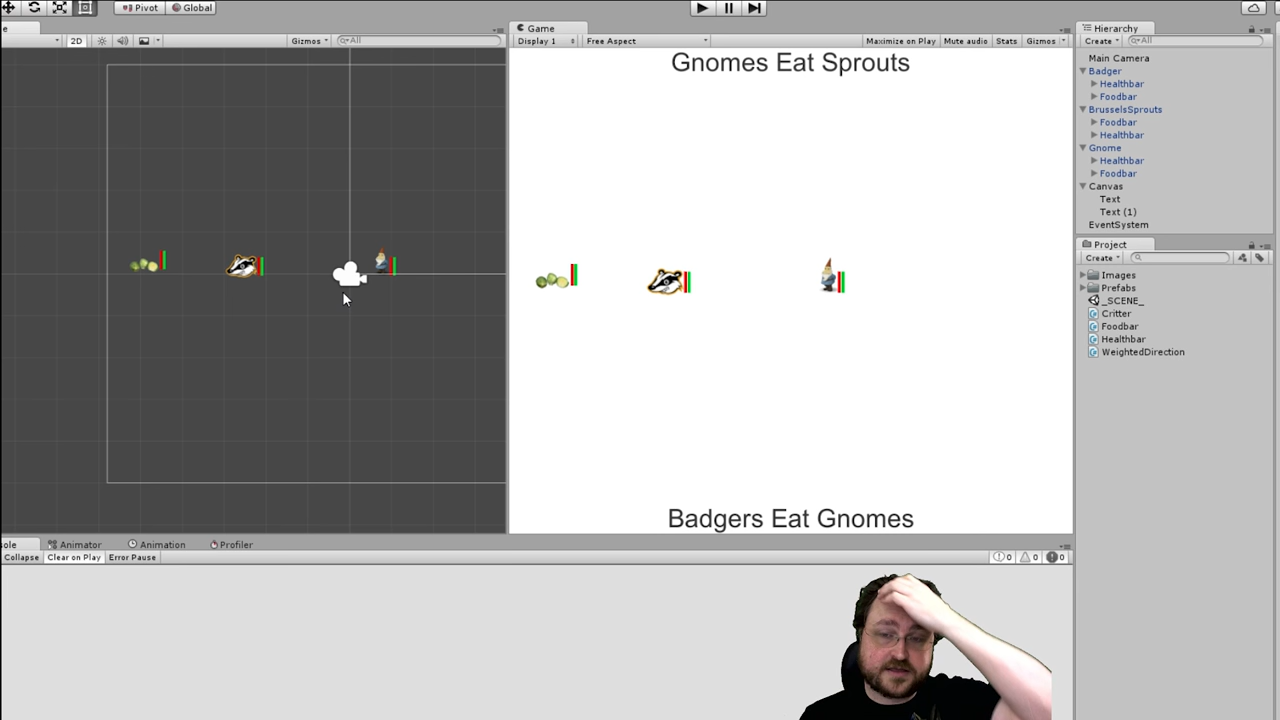 Pivot Global
Game
Hierarchy
2D Gizmos All
Display 1 Free Aspect Maximize on Play Mute audio Stats Gizmos
Create All
Gnomes Eat Sprouts
Main Camera
Badger
Healthbar
Foodbar
BrusselsSprouts
Foodbar
Healthbar
Gnome
Healthbar
Foodbar
Canvas
Text
Text (1)
EventSystem
Project
Create
Images
Prefabs
_SCENE_
Critter
Foodbar
Healthbar
WeightedDirection
Badgers Eat Gnomes
Animator Animation Profiler
Collapse Clear on Play Error Pause 0 0 0